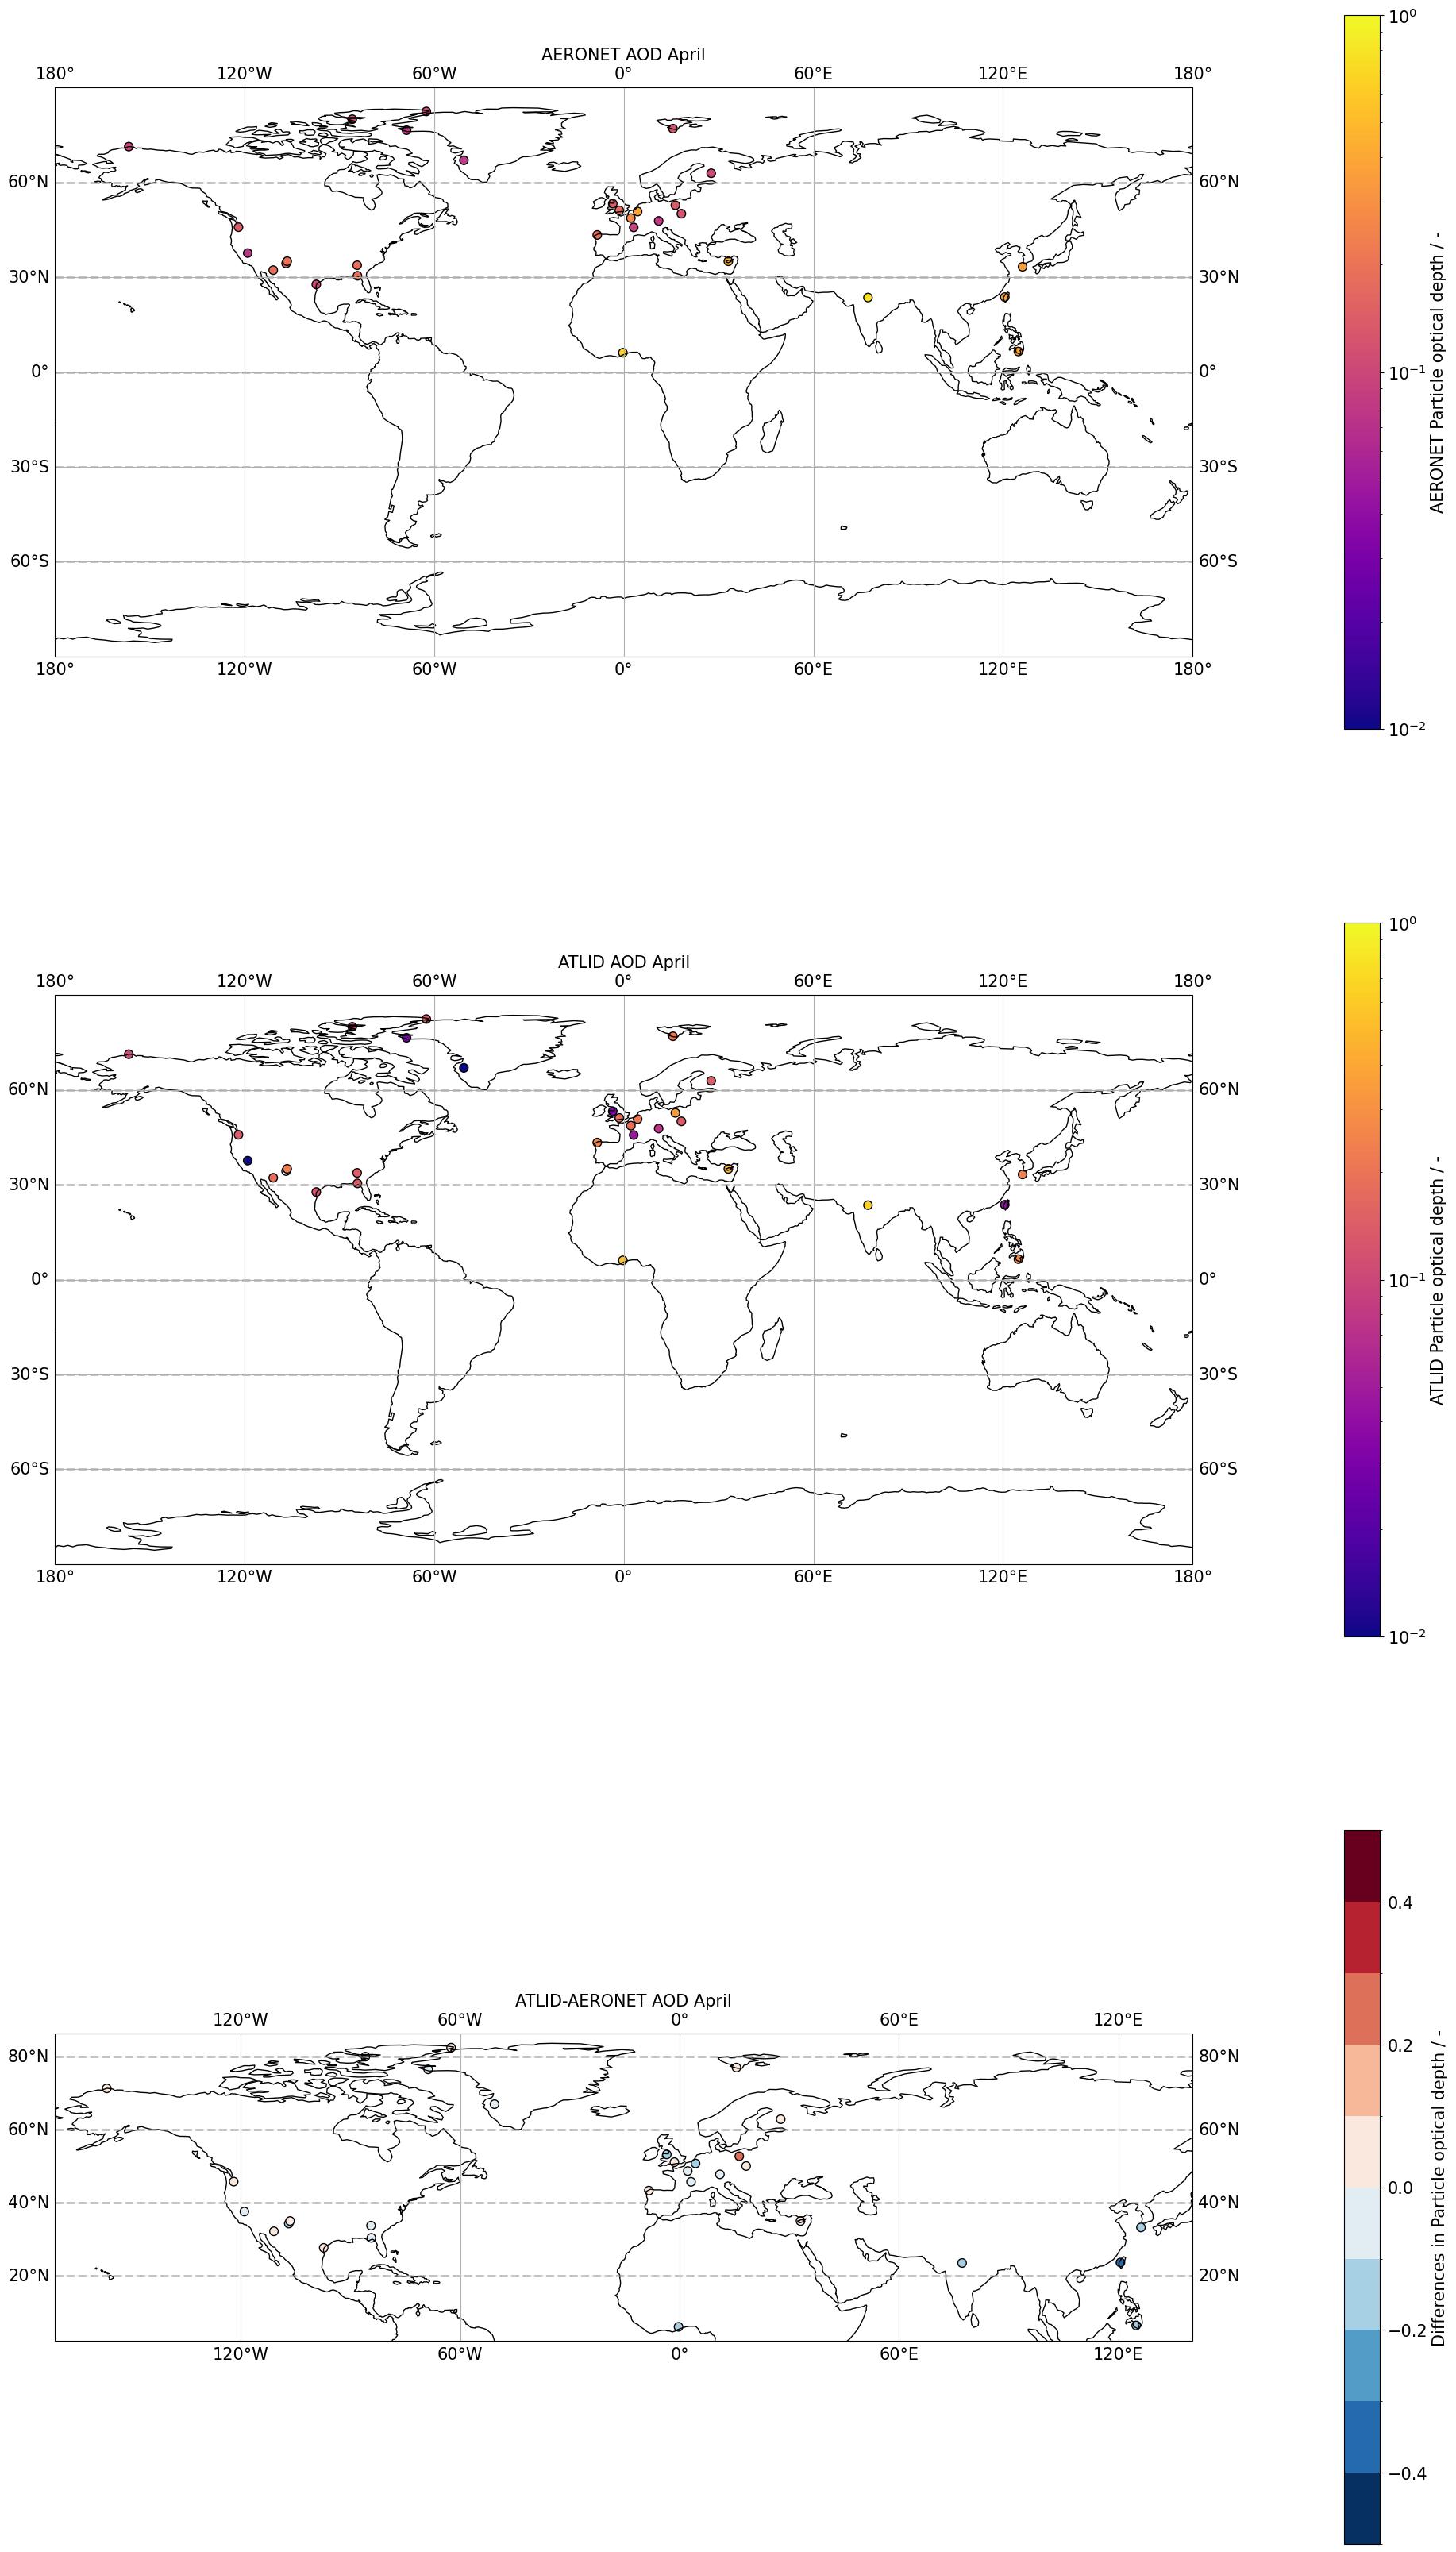 AERONET AOD April
180° 120°W 60°W 0° 60°E 120°E 180°
60°N 60°N
30°N 30°N
0° 0°
30°S 30°S
60°S 60°S
180° 120°W 60°W 0° 60°E 120°E 180°
10⁰
10⁻¹
10⁻²
AERONET Particle optical depth / -
ATLID AOD April
180° 120°W 60°W 0° 60°E 120°E 180°
60°N 60°N
30°N 30°N
0° 0°
30°S 30°S
60°S 60°S
180° 120°W 60°W 0° 60°E 120°E 180°
10⁰
10⁻¹
10⁻²
ATLID Particle optical depth / -
ATLID-AERONET AOD April
120°W 60°W 0° 60°E 120°E
80°N 80°N
60°N 60°N
40°N 40°N
20°N 20°N
120°W 60°W 0° 60°E 120°E
0.4
0.2
0.0
−0.2
−0.4
Differences in Particle optical depth / -